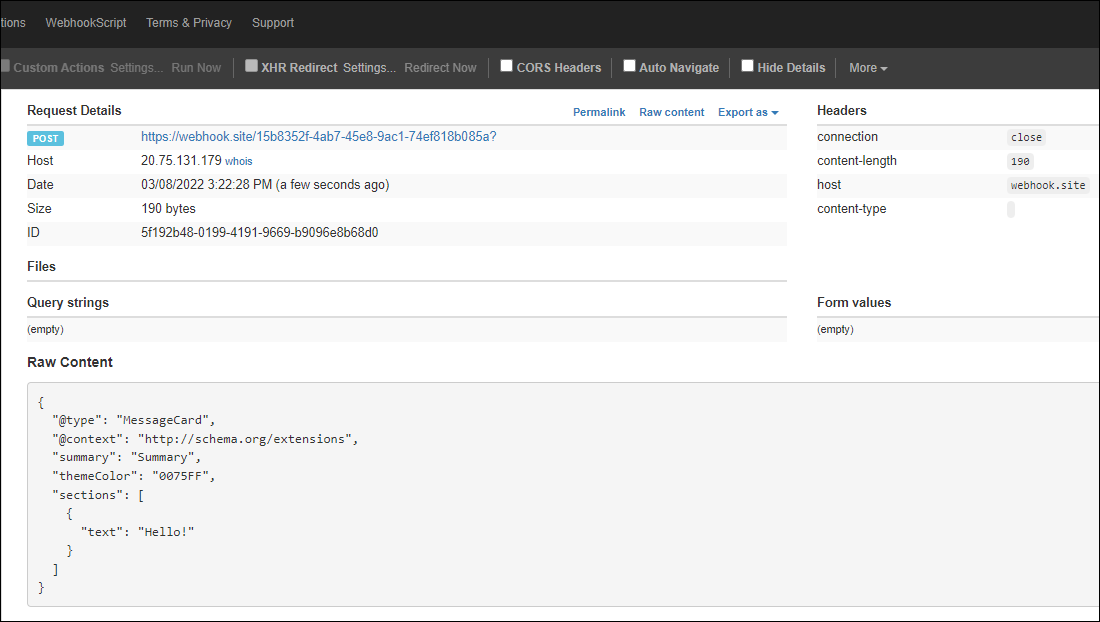 tions WebhookScript Terms & Privacy Support
Custom Actions Settings... Run Now XHR Redirect Settings... Redirect Now CORS Headers Auto Navigate Hide Details More
Request Details Permalink Raw content Export as
POST https://webhook.site/15b8352f-4ab7-45e8-9ac1-74ef818b085a?
Host 20.75.131.179 whois
Date 03/08/2022 3:22:28 PM (a few seconds ago)
Size 190 bytes
ID 5f192b48-0199-4191-9669-b9096e8b68d0
Files
Headers
connection close
content-length 190
host webhook.site
content-type
Query strings
(empty)
Form values
(empty)
Raw Content
{
"@type": "MessageCard",
"@context": "http://schema.org/extensions",
"summary": "Summary",
"themeColor": "0075FF",
"sections": [
{
"text": "Hello!"
}
]
}